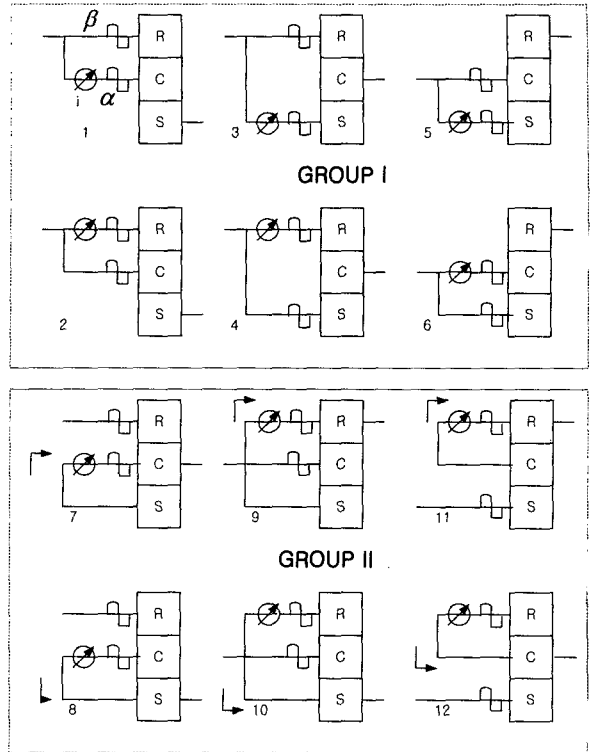 β R R R
i α C C C
S S S
1 3 5
GROUP I
R R R
C C C
S S S
2 4 6
R R R
C C C
S S S
7 9 11
GROUP II
R R R
C C C
S S S
8 10 12